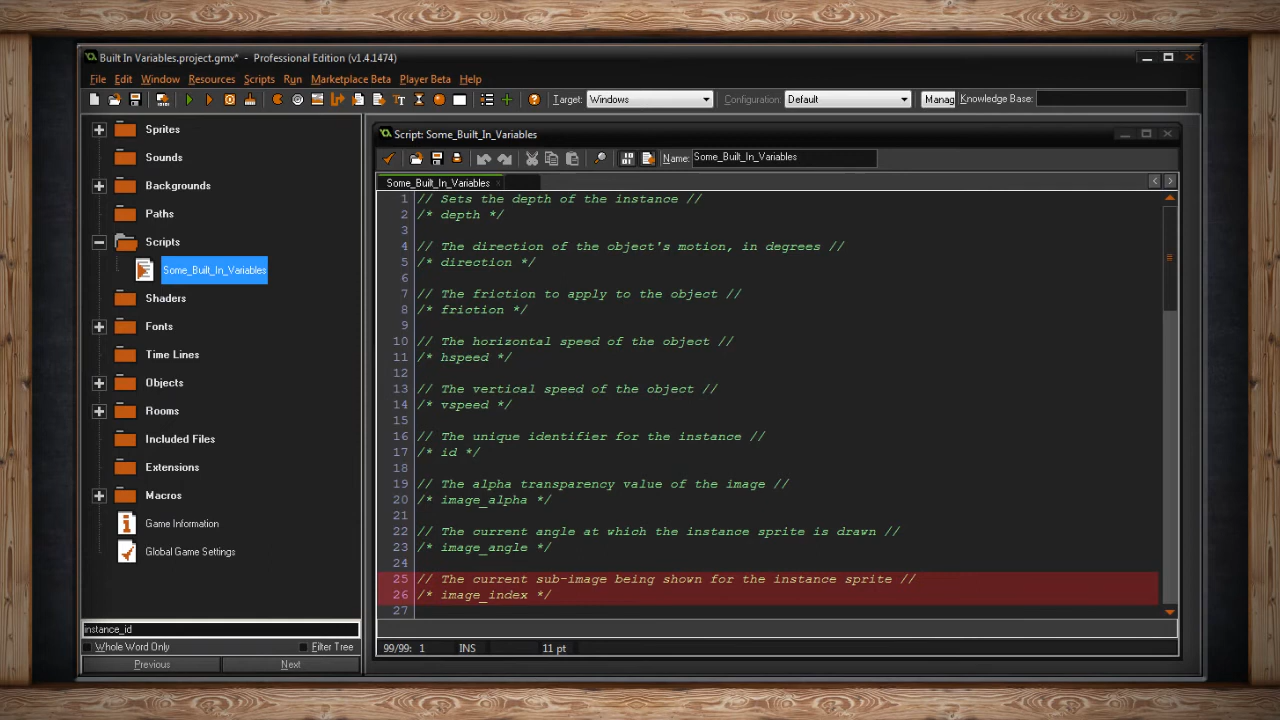 Built In Variables.project.gmx* - Professional Edition (v1.4.1474)
File Edit Window Resources Scripts Run Marketplace Beta Player Beta Help
Target: Windows Configuration: Default Manag Knowledge Base:
Sprites
Sounds
Backgrounds
Paths
Scripts
Some_Built_In_Variables
Shaders
Fonts
Time Lines
Objects
Rooms
Included Files
Extensions
Macros
Game Information
Global Game Settings
instance_id
Whole Word Only Filter Tree
Previous Next
Script: Some_Built_In_Variables
Name: Some_Built_In_Variables
Some_Built_In_Variables
1 // Sets the depth of the instance //
2 /* depth */
3
4 // The direction of the object's motion, in degrees //
5 /* direction */
6
7 // The friction to apply to the object //
8 /* friction */
9
10 // The horizontal speed of the object //
11 /* hspeed */
12
13 // The vertical speed of the object //
14 /* vspeed */
15
16 // The unique identifier for the instance //
17 /* id */
18
19 // The alpha transparency value of the image //
20 /* image_alpha */
21
22 // The current angle at which the instance sprite is drawn //
23 /* image_angle */
24
25 // The current sub-image being shown for the instance sprite //
26 /* image_index */
27
99/99: 1 INS 11 pt